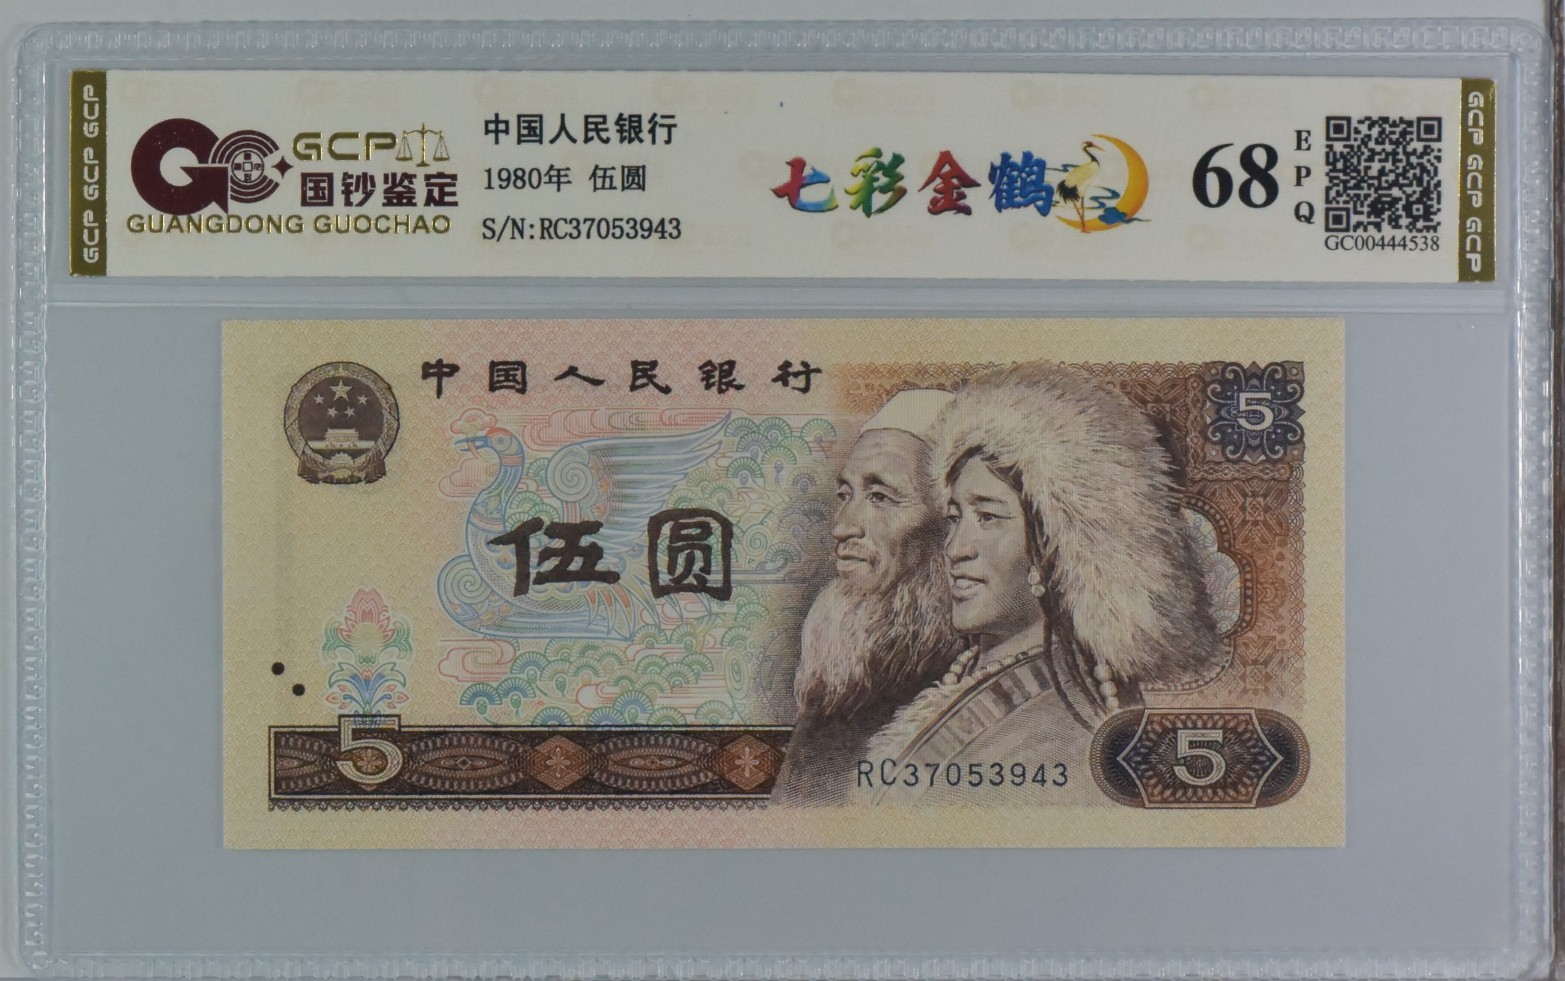 GCP GCP GCP
GCP
国钞鉴定
GUANGDONG GUOCHAO
中国人民银行
1980年 伍圆
S/N:RC37053943
七彩金鹤
68
EPQ
GC00444538
GCP GCP GCP
中国人民银行
5
伍圆
5
RC37053943
5